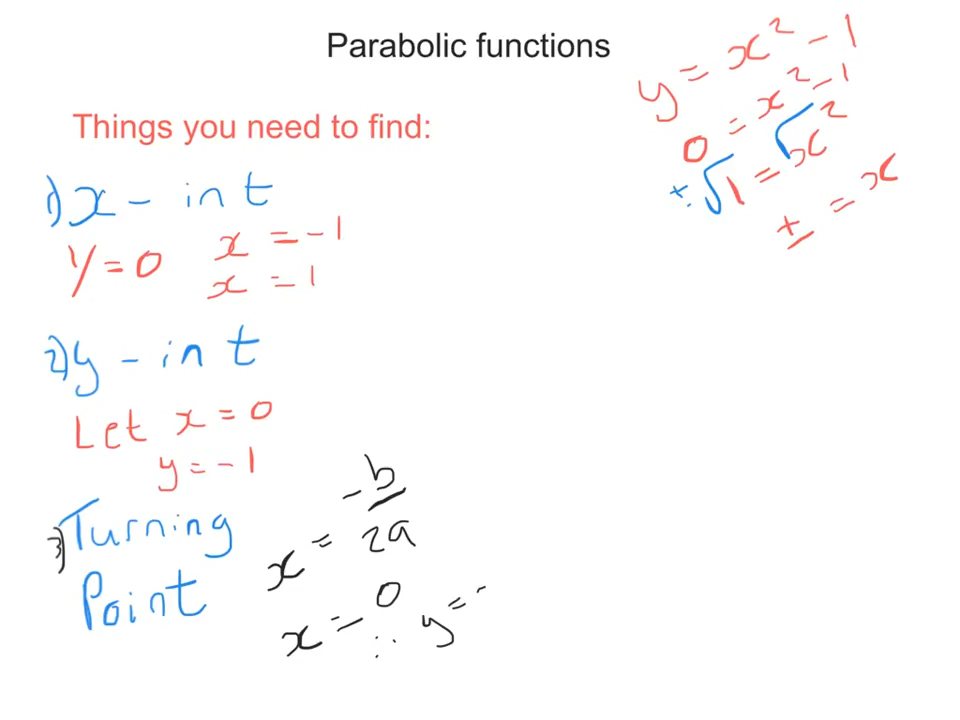 Parabolic functions
y = x² - 1
0 = x² - 1
± √1 = √x²
± = x
Things you need to find:
1) x - int
y = 0 x = -1
x = 1
2) y - int
Let x = 0
y = -1
3) Turning
Point
x = -b/2a
x = 0 ∴ y = -